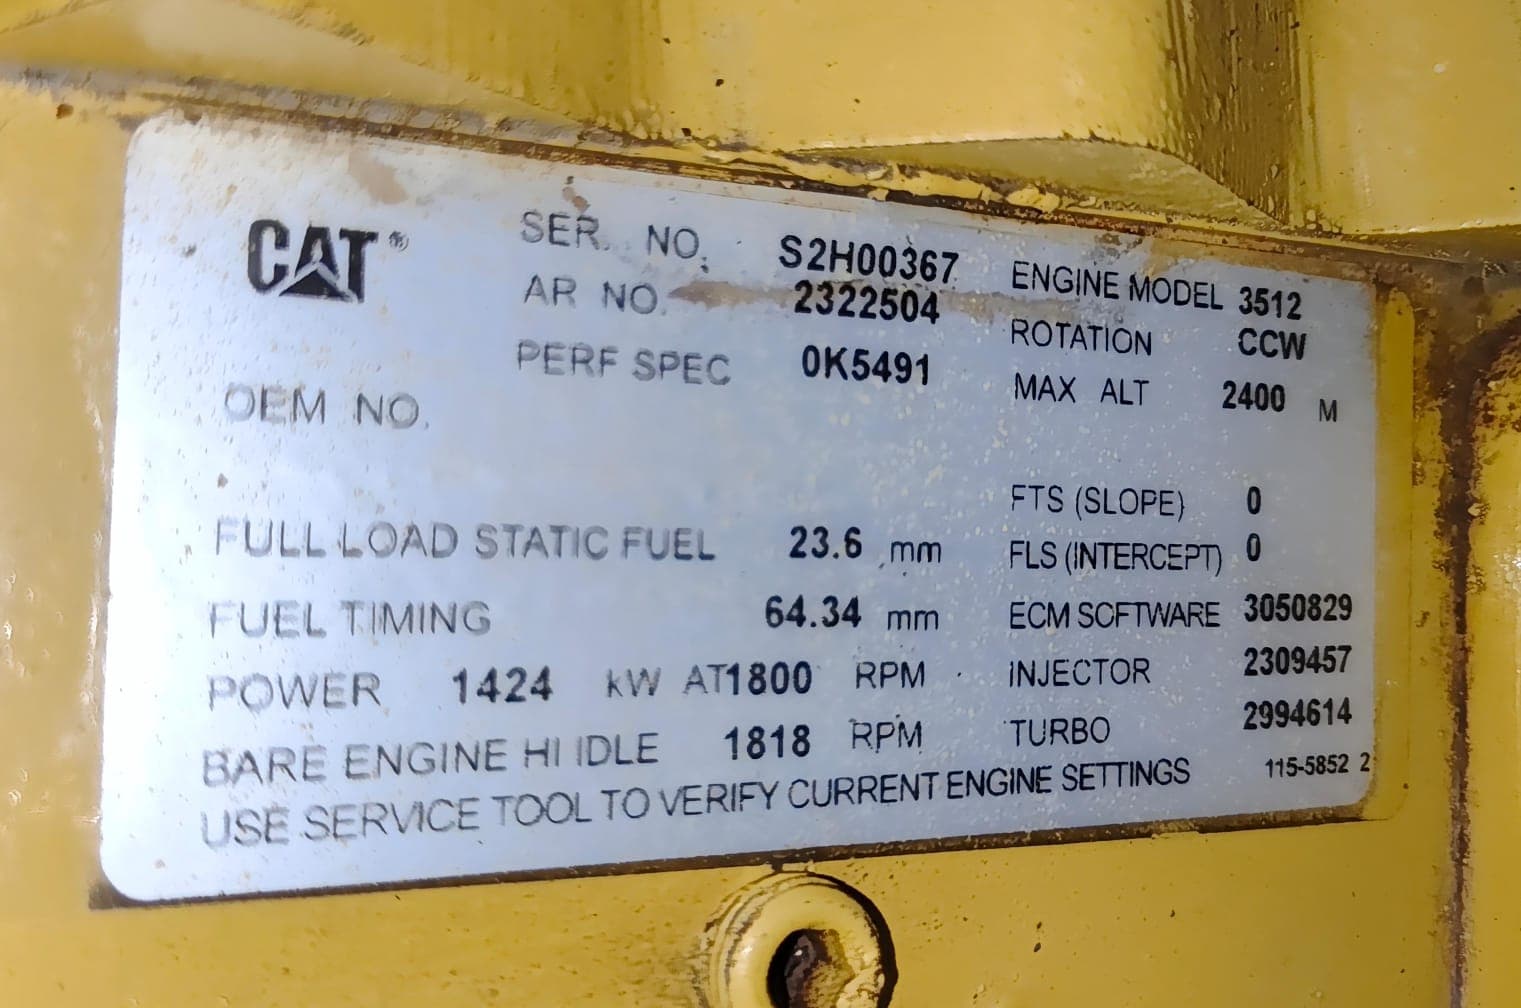 CAT®
SER. NO. S2H00367 ENGINE MODEL 3512
AR NO. 2322504 ROTATION CCW
PERF SPEC 0K5491 MAX ALT 2400 M
OEM NO.
FTS (SLOPE) 0
FULL LOAD STATIC FUEL 23.6 mm FLS (INTERCEPT) 0
FUEL TIMING 64.34 mm ECM SOFTWARE 3050829
POWER 1424 kW AT 1800 RPM INJECTOR 2309457
BARE ENGINE HI IDLE 1818 RPM TURBO 2994614
USE SERVICE TOOL TO VERIFY CURRENT ENGINE SETTINGS 115-5852 2